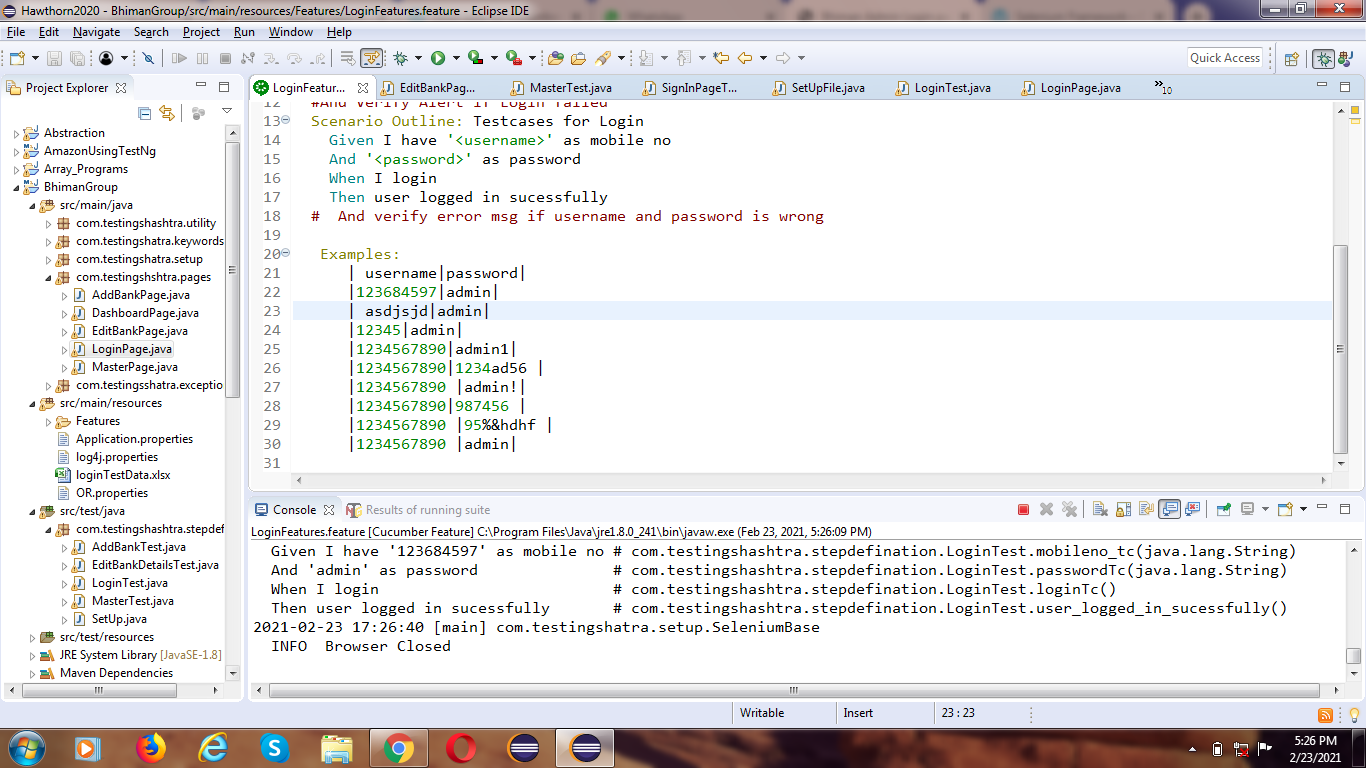 Hawthorn2020 - BhimanGroup/src/main/resources/Features/LoginFeatures.feature - Eclipse IDE
File Edit Navigate Search Project Run Window Help
Quick Access
Project Explorer
Abstraction
AmazonUsingTestNg
Array_Programs
BhimanGroup
src/main/java
com.testingshashtra.utility
com.testingshatra.keywords
com.testingshatra.setup
com.testingshshtra.pages
AddBankPage.java
DashboardPage.java
EditBankPage.java
LoginPage.java
MasterPage.java
com.testingsshatra.exceptio
src/main/resources
Features
Application.properties
log4j.properties
loginTestData.xlsx
OR.properties
src/test/java
com.testingshashtra.stepdef
AddBankTest.java
EditBankDetailsTest.java
LoginTest.java
MasterTest.java
SetUp.java
src/test/resources
JRE System Library [JavaSE-1.8]
Maven Dependencies
LoginFeatur... EditBankPag... MasterTest.java SignInPageT... SetUpFile.java LoginTest.java LoginPage.java »10
12 #And verify Alert if Login failed
13 Scenario Outline: Testcases for Login
14 Given I have '<username>' as mobile no
15 And '<password>' as password
16 When I login
17 Then user logged in sucessfully
18 # And verify error msg if username and password is wrong
19
20 Examples:
21 | username|password|
22 |123684597|admin|
23 | asdjsjd|admin|
24 |12345|admin|
25 |1234567890|admin1|
26 |1234567890|1234ad56 |
27 |1234567890 |admin!|
28 |1234567890|987456 |
29 |1234567890 |95%&hdhf |
30 |1234567890 |admin|
31
Console Results of running suite
LoginFeatures.feature [Cucumber Feature] C:\Program Files\Java\jre1.8.0_241\bin\javaw.exe (Feb 23, 2021, 5:26:09 PM)
Given I have '123684597' as mobile no # com.testingshashtra.stepdefination.LoginTest.mobileno_tc(java.lang.String)
And 'admin' as password # com.testingshashtra.stepdefination.LoginTest.passwordTc(java.lang.String)
When I login # com.testingshashtra.stepdefination.LoginTest.loginTc()
Then user logged in sucessfully # com.testingshashtra.stepdefination.LoginTest.user_logged_in_sucessfully()
2021-02-23 17:26:40 [main] com.testingshatra.setup.SeleniumBase
INFO Browser Closed
Writable Insert 23 : 23
5:26 PM
2/23/2021